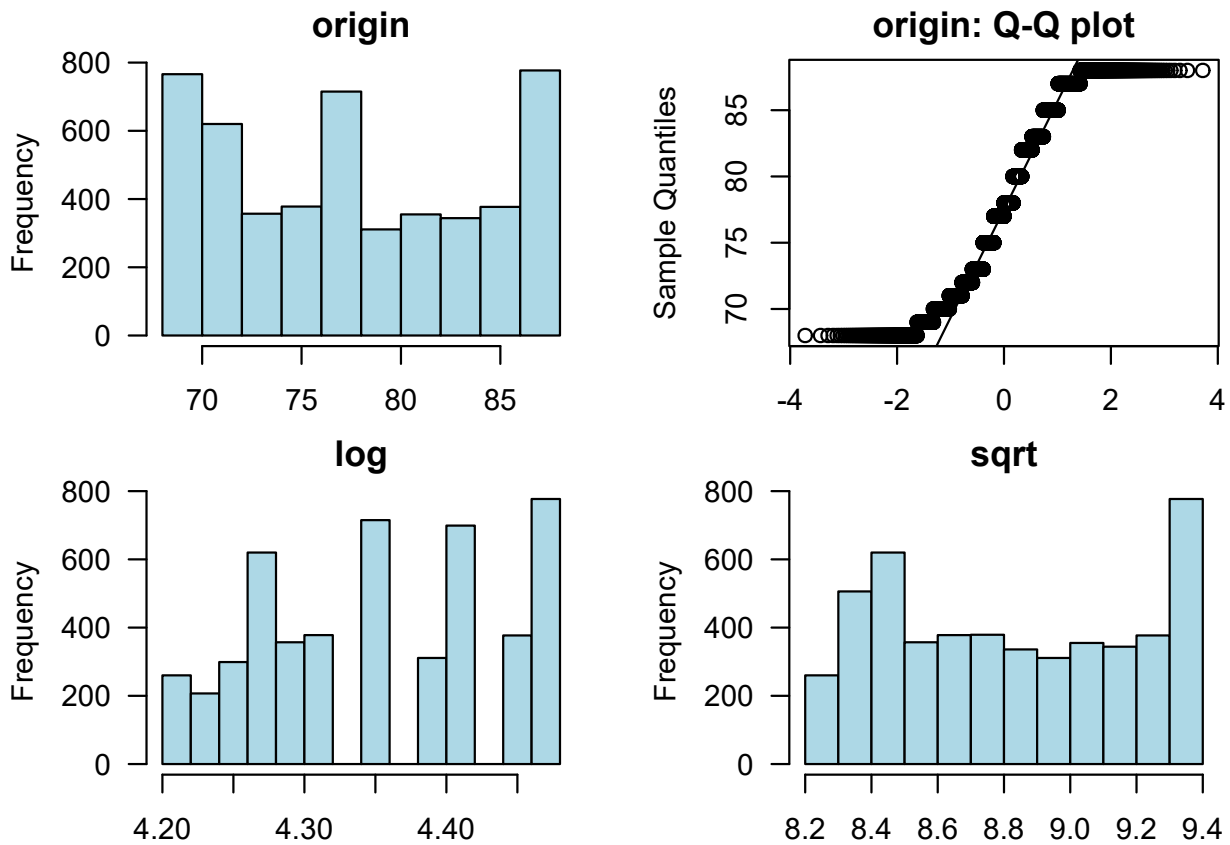 origin
Frequency
800
600
400
200
0
70 75 80 85
origin: Q-Q plot
Sample Quantiles
85
80
75
70
-4 -2 0 2 4
log
Frequency
800
600
400
200
0
4.20 4.30 4.40
sqrt
Frequency
800
600
400
200
0
8.2 8.4 8.6 8.8 9.0 9.2 9.4